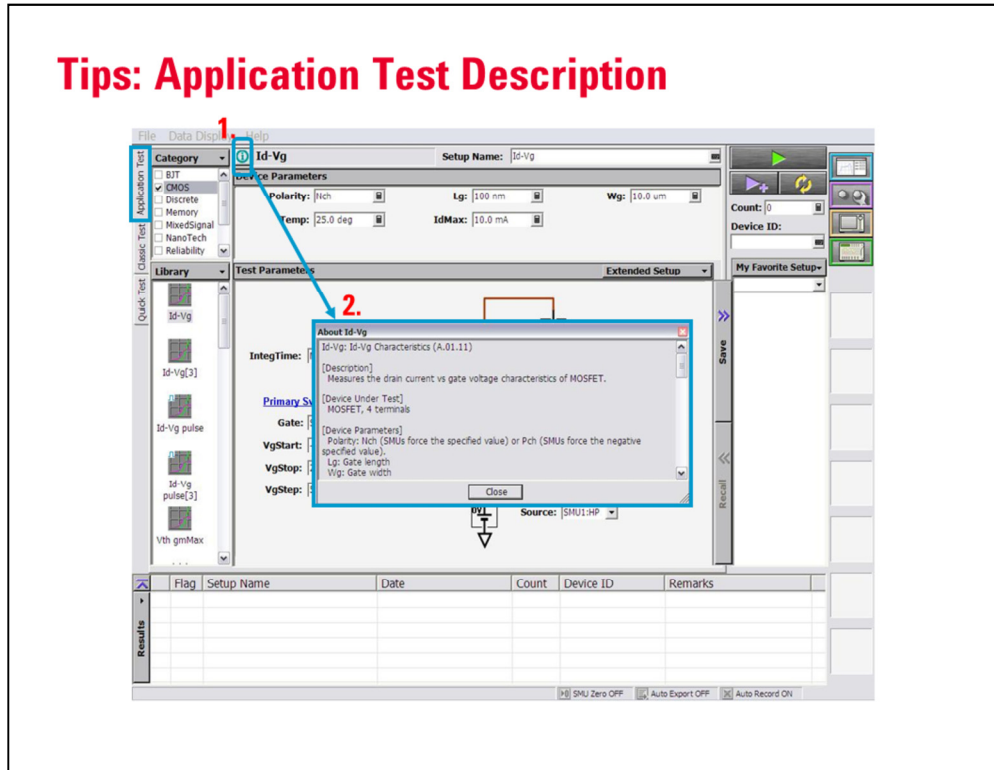 Tips: Application Test Description
File Data Display Help
1.
Application Test
Classic Test
Quick Test
Category
BJT
CMOS
Discrete
Memory
MixedSignal
NanoTech
Reliability
Library
Id-Vg
Id-Vg[3]
Id-Vg pulse
Id-Vg
pulse[3]
Vth gmMax
Id-Vg
Setup Name: Id-Vg
Device Parameters
Polarity: Nch
Lg: 100 nm
Wg: 10.0 um
Temp: 25.0 deg
IdMax: 10.0 mA
Test Parameters
Extended Setup
2.
IntegTime:
Primary
Gate:
VgStart:
VgStop:
VgStep:
About Id-Vg
Id-Vg: Id-Vg Characteristics (A.01.11)
[Description]
Measures the drain current vs gate voltage characteristics of MOSFET.
[Device Under Test]
MOSFET, 4 terminals
[Device Parameters]
Polarity: Nch (SMUs force the specified value) or Pch (SMUs force the negative
specified value).
Lg: Gate length
Wg: Gate width
Close
0V
Source: SMU1:HP
Save
Recall
Count: 0
Device ID:
My Favorite Setup
Results
Flag Setup Name Date Count Device ID Remarks
SMU Zero OFF Auto Export OFF Auto Record ON